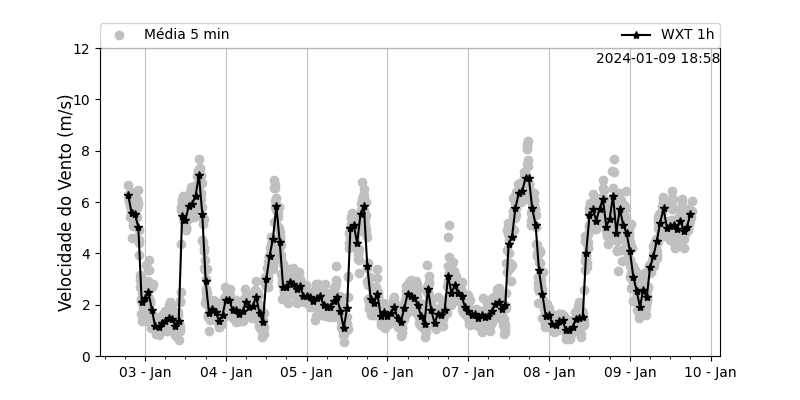 Média 5 min
WXT 1h
2024-01-09 18:58
Velocidade do Vento (m/s)
12
10
8
6
4
2
0
03 - Jan
04 - Jan
05 - Jan
06 - Jan
07 - Jan
08 - Jan
09 - Jan
10 - Jan